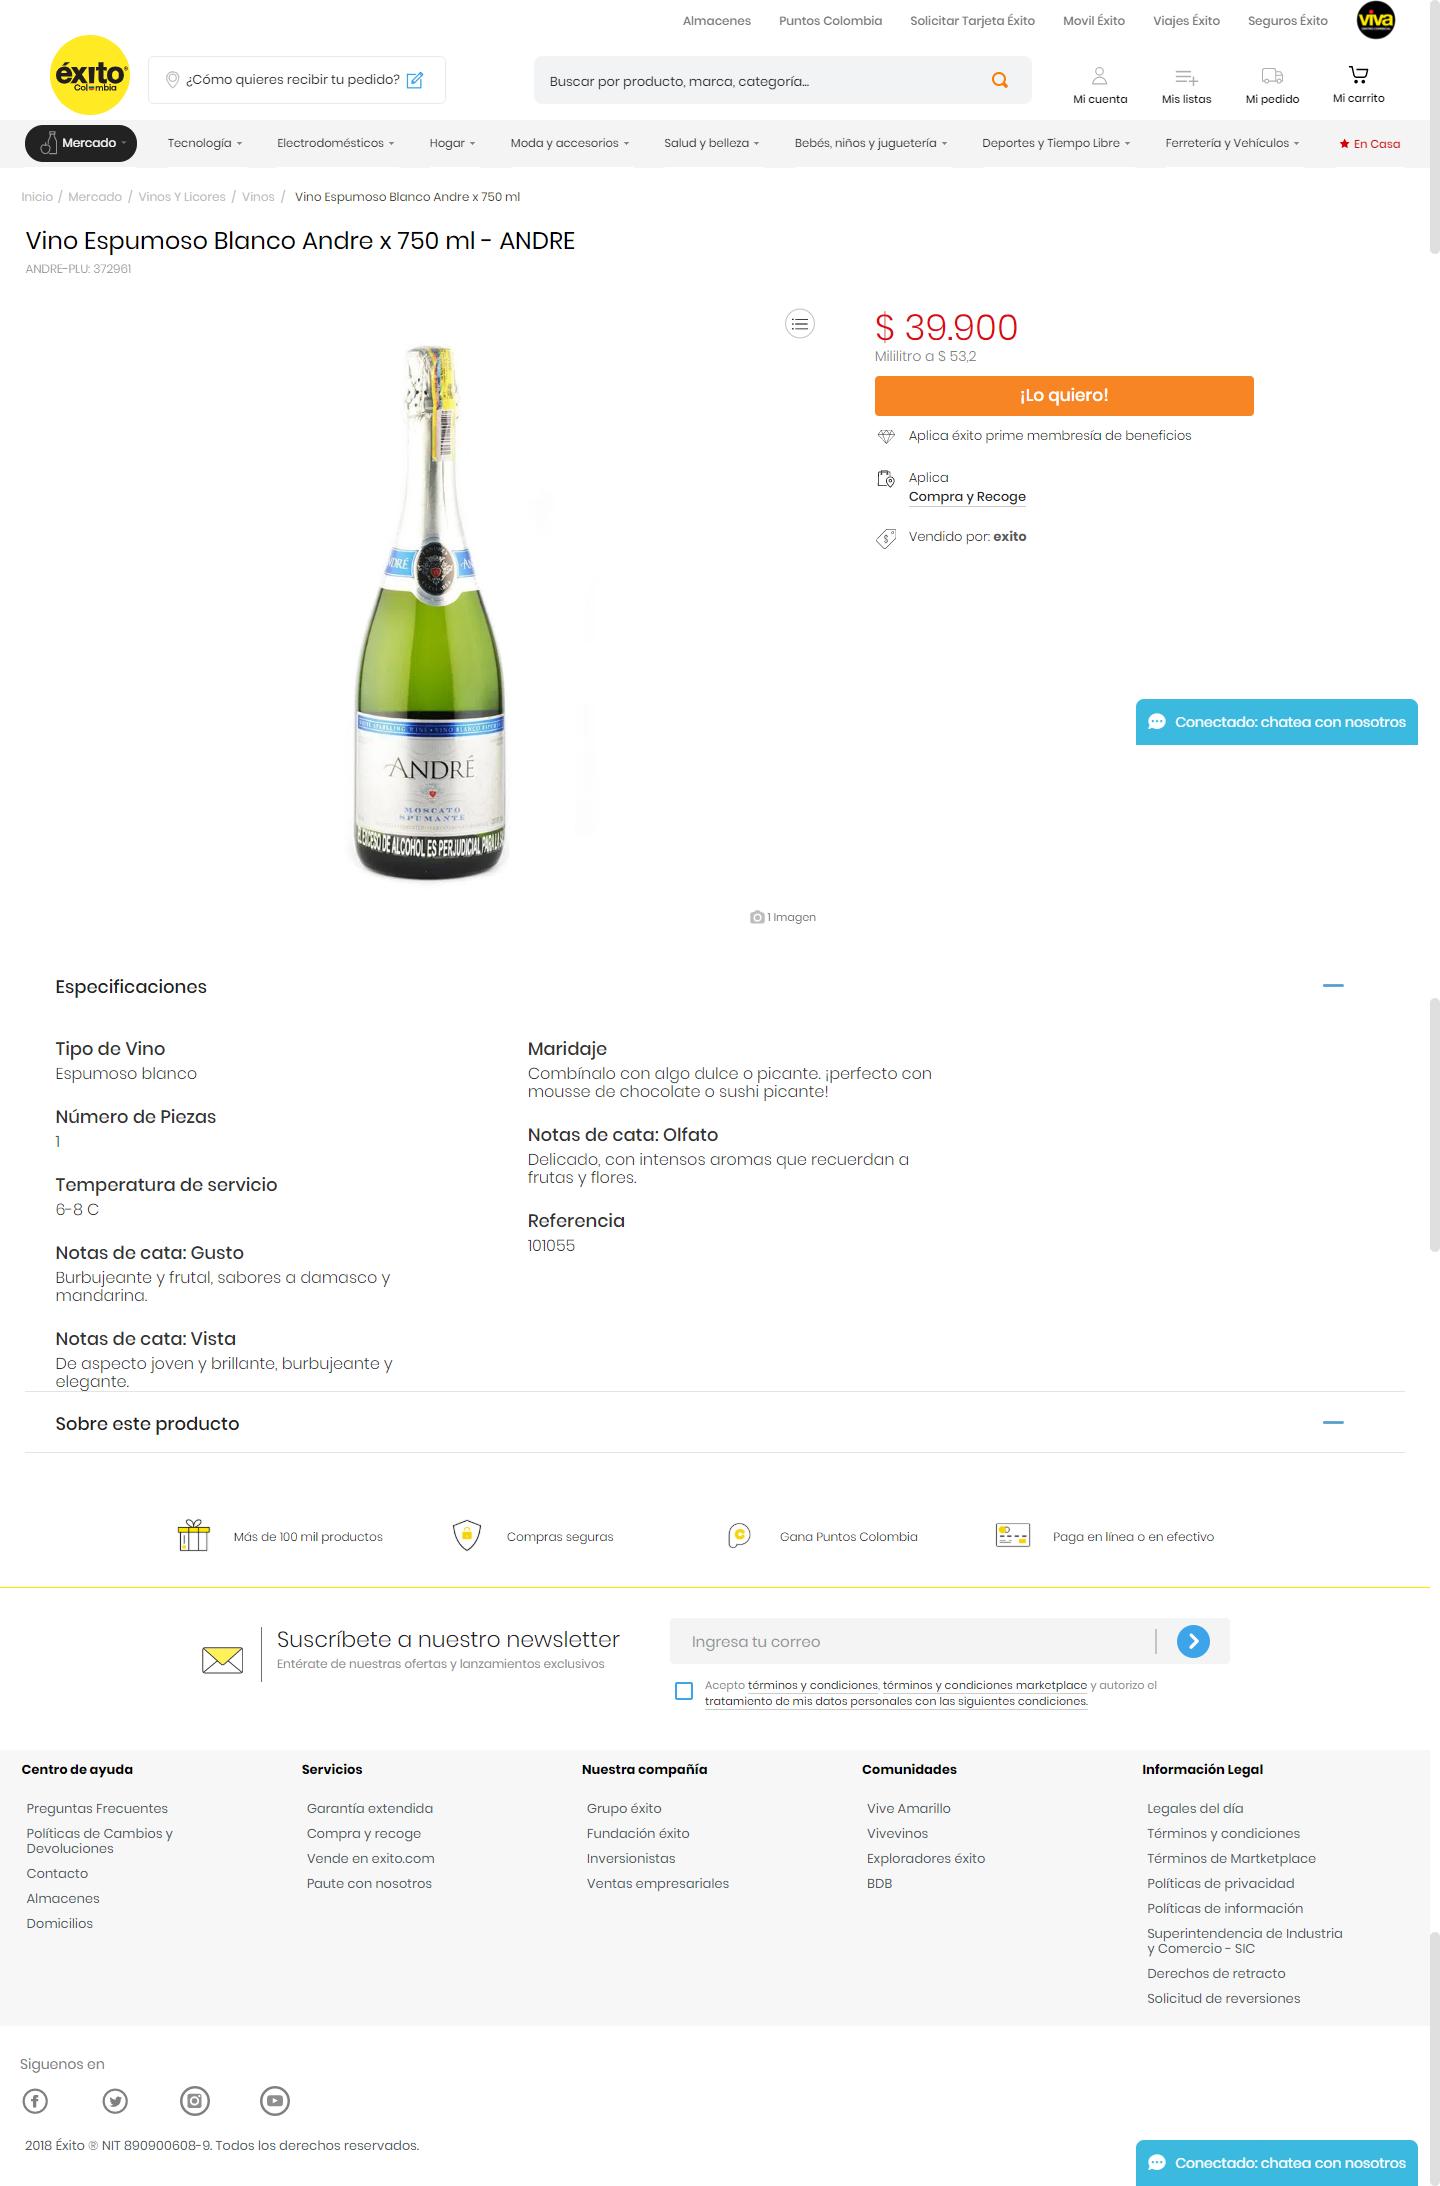 Almacenes Puntos Colombia Solicitar Tarjeta Éxito Movil Éxito Viajes Éxito Seguros Éxito viva
éxito
Colombia
¿Cómo quieres recibir tu pedido?
Buscar por producto, marca, categoría...
Mi cuenta Mis listas Mi pedido Mi carrito
Mercado Tecnología Electrodomésticos Hogar Moda y accesorios Salud y belleza Bebés, niños y juguetería Deportes y Tiempo Libre Ferretería y Vehículos En Casa
Inicio / Mercado / Vinos Y Licores / Vinos / Vino Espumoso Blanco Andre x 750 ml
Vino Espumoso Blanco Andre x 750 ml - ANDRE
ANDRE-PLU: 372961
$ 39.900
Mililitro a $ 53,2
¡Lo quiero!
Aplica éxito prime membresía de beneficios
Aplica
Compra y Recoge
Vendido por: exito
ANDRÉ
MOSCATO
SPUMANTE
EL EXCESO DE ALCOHOL ES PERJUDICIAL PARA LA
Conectado: chatea con nosotros
1 Imagen
Especificaciones
Tipo de Vino
Espumoso blanco
Número de Piezas
1
Temperatura de servicio
6-8 C
Notas de cata: Gusto
Burbujeante y frutal, sabores a damasco y
mandarina.
Notas de cata: Vista
De aspecto joven y brillante, burbujeante y
elegante.
Maridaje
Combínalo con algo dulce o picante. ¡perfecto con
mousse de chocolate o sushi picante!
Notas de cata: Olfato
Delicado, con intensos aromas que recuerdan a
frutas y flores.
Referencia
101055
Sobre este producto
Más de 100 mil productos
Compras seguras
Gana Puntos Colombia
Paga en línea o en efectivo
Suscríbete a nuestro newsletter
Entérate de nuestras ofertas y lanzamientos exclusivos
Ingresa tu correo
Acepto términos y condiciones, términos y condiciones marketplace y autorizo el
tratamiento de mis datos personales con las siguientes condiciones.
Centro de ayuda
Preguntas Frecuentes
Políticas de Cambios y
Devoluciones
Contacto
Almacenes
Domicilios
Servicios
Garantía extendida
Compra y recoge
Vende en exito.com
Paute con nosotros
Nuestra compañía
Grupo éxito
Fundación éxito
Inversionistas
Ventas empresariales
Comunidades
Vive Amarillo
Vivevinos
Exploradores éxito
BDB
Información Legal
Legales del día
Términos y condiciones
Términos de Martketplace
Políticas de privacidad
Políticas de información
Superintendencia de Industria
y Comercio - SIC
Derechos de retracto
Solicitud de reversiones
Siguenos en
2018 Éxito ® NIT 890900608-9. Todos los derechos reservados.
Conectado: chatea con nosotros